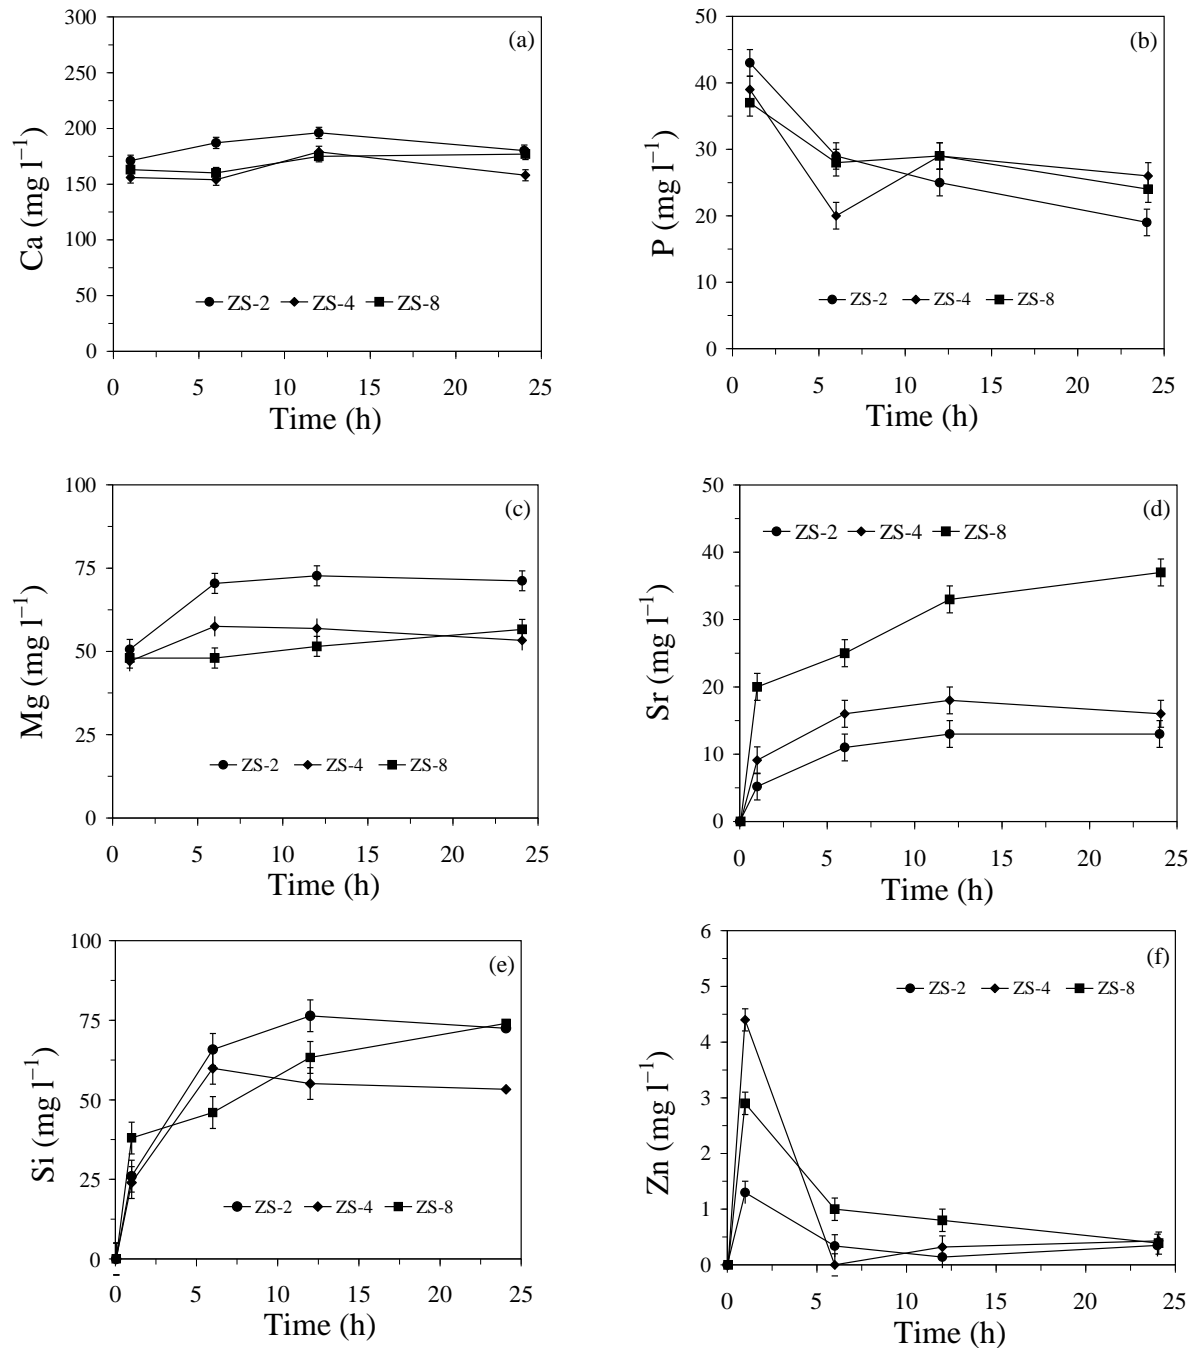 300
(a)
250
200
150
100
50
0
Ca (mg l⁻¹)
ZS-2 ZS-4 ZS-8
0 5 10 15 20 25
Time (h)
50
(b)
40
30
20
10
0
P (mg l⁻¹)
ZS-2 ZS-4 ZS-8
0 5 10 15 20 25
Time (h)
100
(c)
75
50
25
0
Mg (mg l⁻¹)
ZS-2 ZS-4 ZS-8
0 5 10 15 20 25
Time (h)
50
(d)
ZS-2 ZS-4 ZS-8
40
30
20
10
0
Sr (mg l⁻¹)
0 5 10 15 20 25
Time (h)
100
(e)
75
50
25
0
Si (mg l⁻¹)
ZS-2 ZS-4 ZS-8
0 5 10 15 20 25
Time (h)
6
(f)
ZS-2 ZS-4 ZS-8
5
4
3
2
1
0
Zn (mg l⁻¹)
0 5 10 15 20 25
Time (h)